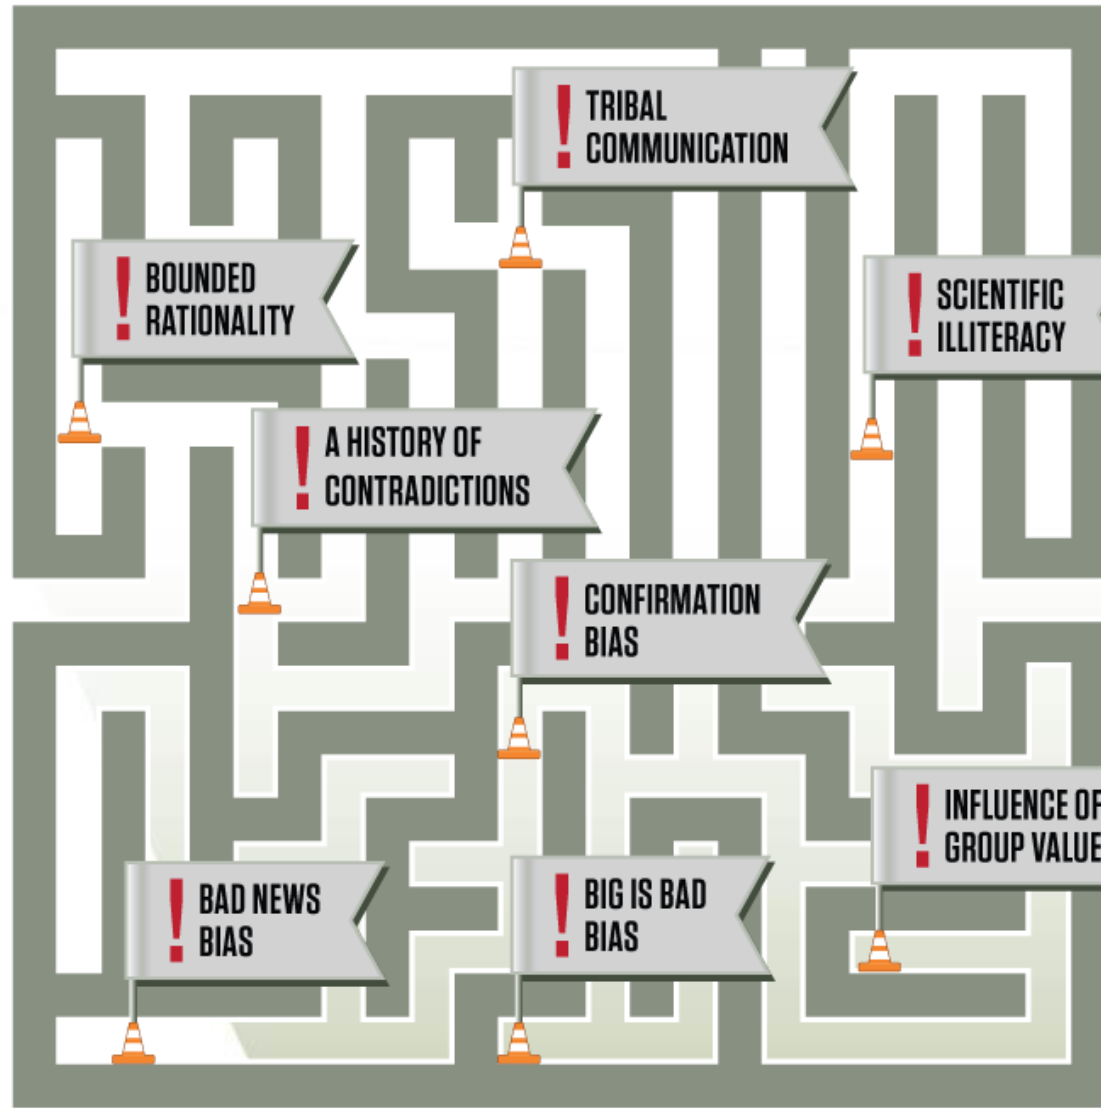 ! TRIBAL
COMMUNICATION
! BOUNDED
RATIONALITY
! SCIENTIFIC
ILLITERACY
! A HISTORY OF
CONTRADICTIONS
! CONFIRMATION
BIAS
! INFLUENCE OF
GROUP VALUE
! BAD NEWS
BIAS
! BIG IS BAD
BIAS